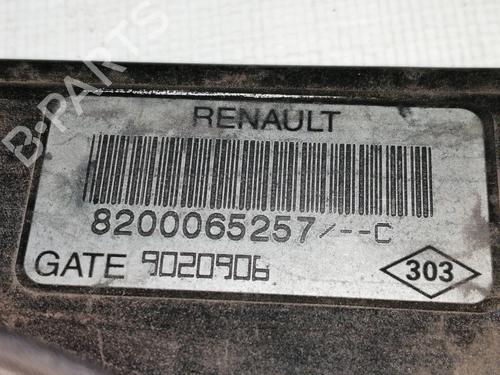 B-PARTS
RENAULT
8200065257/--C
GATE 9020906
303